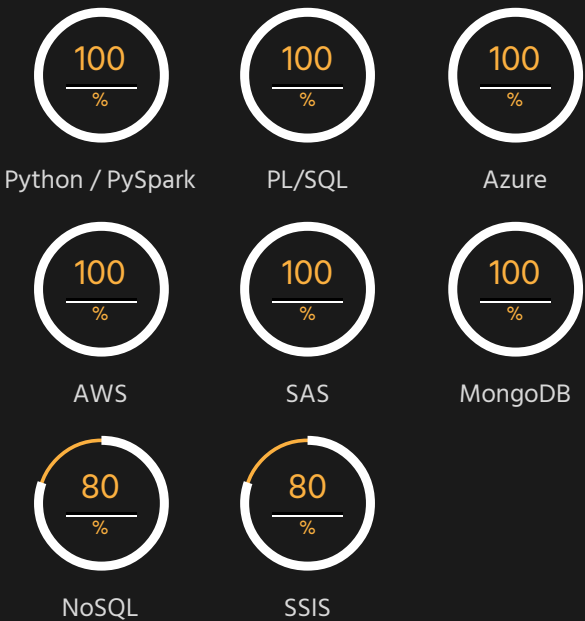 100 100 100
% % %
Python / PySpark PL/SQL Azure
100 100 100
% % %
AWS SAS MongoDB
80 80
% %
NoSQL SSIS